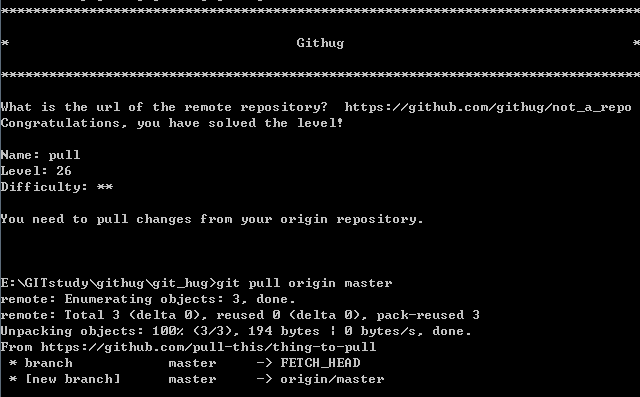 ********************************************************************************
*                                    Githug                                    *
********************************************************************************
What is the url of the remote repository?  https://github.com/githug/not_a_repo
Congratulations, you have solved the level!
Name: pull
Level: 26
Difficulty: **
You need to pull changes from your origin repository.
E:\GITstudy\githug\git_hug>git pull origin master
remote: Enumerating objects: 3, done.
remote: Total 3 (delta 0), reused 0 (delta 0), pack-reused 3
Unpacking objects: 100% (3/3), 194 bytes ¦ 0 bytes/s, done.
From https://github.com/pull-this/thing-to-pull
 * branch            master     -> FETCH_HEAD
 * [new branch]      master     -> origin/master